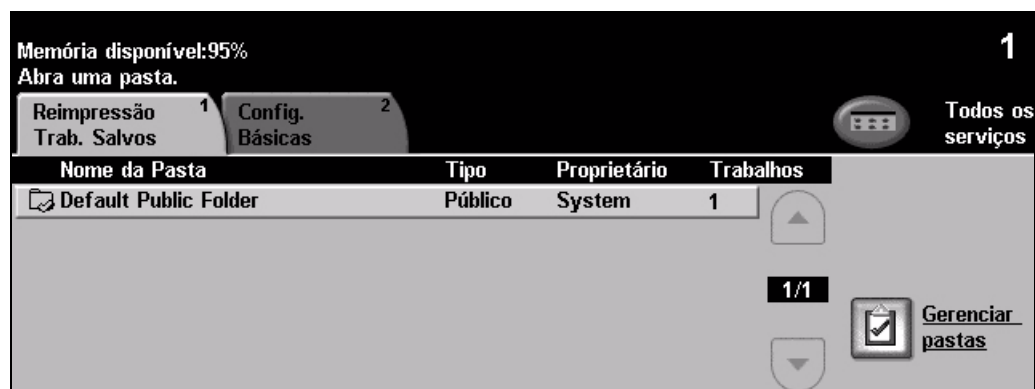 Memória disponível:95%
1
Abra uma pasta.
Reimpressão 1
Trab. Salvos
Config. 2
Básicas
Todos os
serviços
Nome da Pasta Tipo Proprietário Trabalhos
Default Public Folder Público System 1
1/1
Gerenciar
pastas